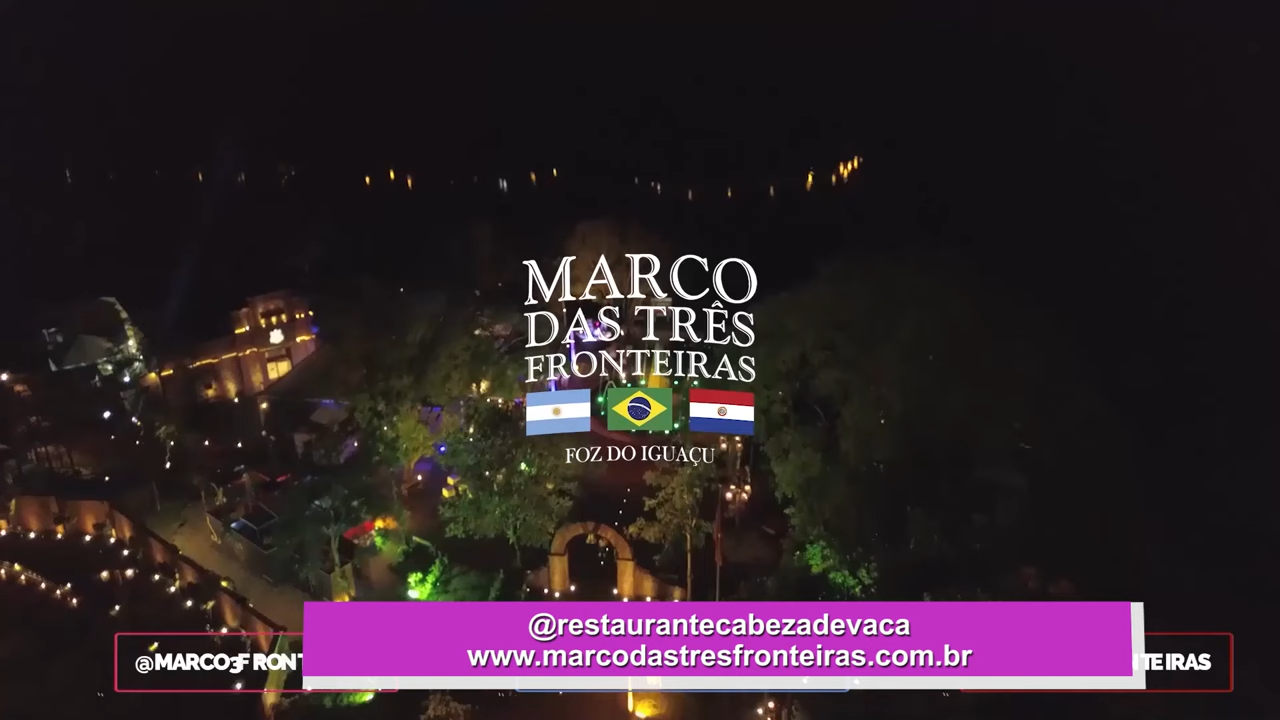 MARCO
DAS TRÊS
FRONTEIRAS
FOZ DO IGUAÇU
@restaurantecabezadevaca
www.marcodastresfronteiras.com.br